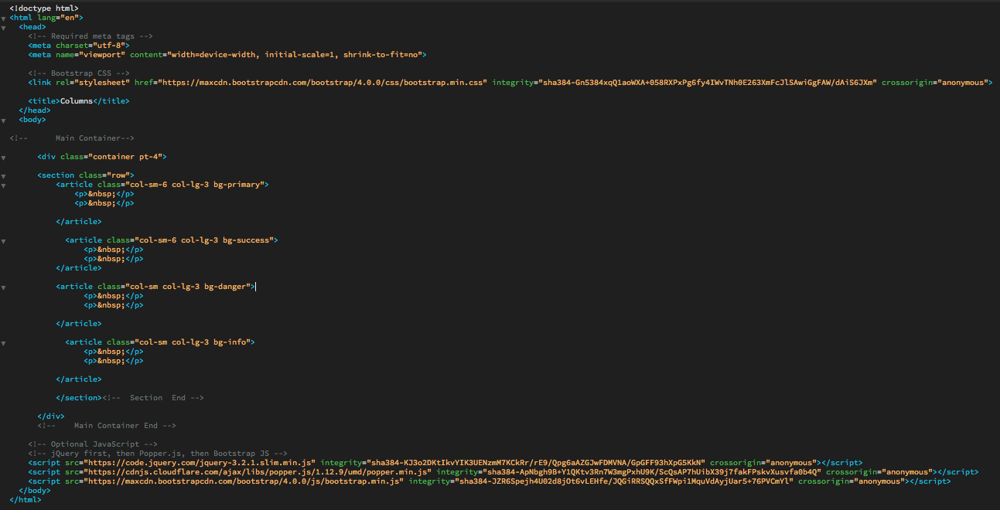 <!doctype html>
<html lang="en">
<head>
<!-- Required meta tags -->
<meta charset="utf-8">
<meta name="viewport" content="width=device-width, initial-scale=1, shrink-to-fit=no">
<!-- Bootstrap CSS -->
<link rel="stylesheet" href="https://maxcdn.bootstrapcdn.com/bootstrap/4.0.0/css/bootstrap.min.css" integrity="sha384-Gn5384xqQ1aoWXA+058RXPxPg6fy4IWvTNh0E263XmFcJlSAwiGgFAW/dAiS6JXm" crossorigin="anonymous">
<title>Columns</title>
</head>
<body>
<!-- Main Container-->
<div class="container pt-4">
<section class="row">
<article class="col-sm-6 col-lg-3 bg-primary">
<p>&nbsp;</p>
<p>&nbsp;</p>
</article>
<article class="col-sm-6 col-lg-3 bg-success">
<p>&nbsp;</p>
<p>&nbsp;</p>
</article>
<article class="col-sm col-lg-3 bg-danger">
<p>&nbsp;</p>
<p>&nbsp;</p>
</article>
<article class="col-sm col-lg-3 bg-info">
<p>&nbsp;</p>
<p>&nbsp;</p>
</article>
</section><!-- Section End -->
</div>
<!-- Main Container End -->
<!-- Optional JavaScript -->
<!-- jQuery first, then Popper.js, then Bootstrap JS -->
<script src="https://code.jquery.com/jquery-3.2.1.slim.min.js" integrity="sha384-KJ3o2DKtIkvYIK3UENzmM7KCkRr/rE9/Qpg6aAZGJwFDMVNA/GpGFF93hXpG5KkN" crossorigin="anonymous"></script>
<script src="https://cdnjs.cloudflare.com/ajax/libs/popper.js/1.12.9/umd/popper.min.js" integrity="sha384-ApNbgh9B+Y1QKtv3Rn7W3mgPxhU9K/ScQsAP7hUibX39j7fakFPskvXusvfa0b4Q" crossorigin="anonymous"></script>
<script src="https://maxcdn.bootstrapcdn.com/bootstrap/4.0.0/js/bootstrap.min.js" integrity="sha384-JZR6Spejh4U02d8jOt6vLEHfe/JQGiRRSQQxSfFWpi1MquVdAyjUar5+76PVCmYl" crossorigin="anonymous"></script>
</body>
</html>